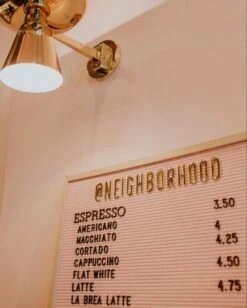 @NEIGHBORHOOD
ESPRESSO 3.50
AMERICANO
MACCHIATO 4
CORTADO 4.25
CAPPUCCINO
FLAT WHITE 4.50
LATTE
LA BREA LATTE 4.75